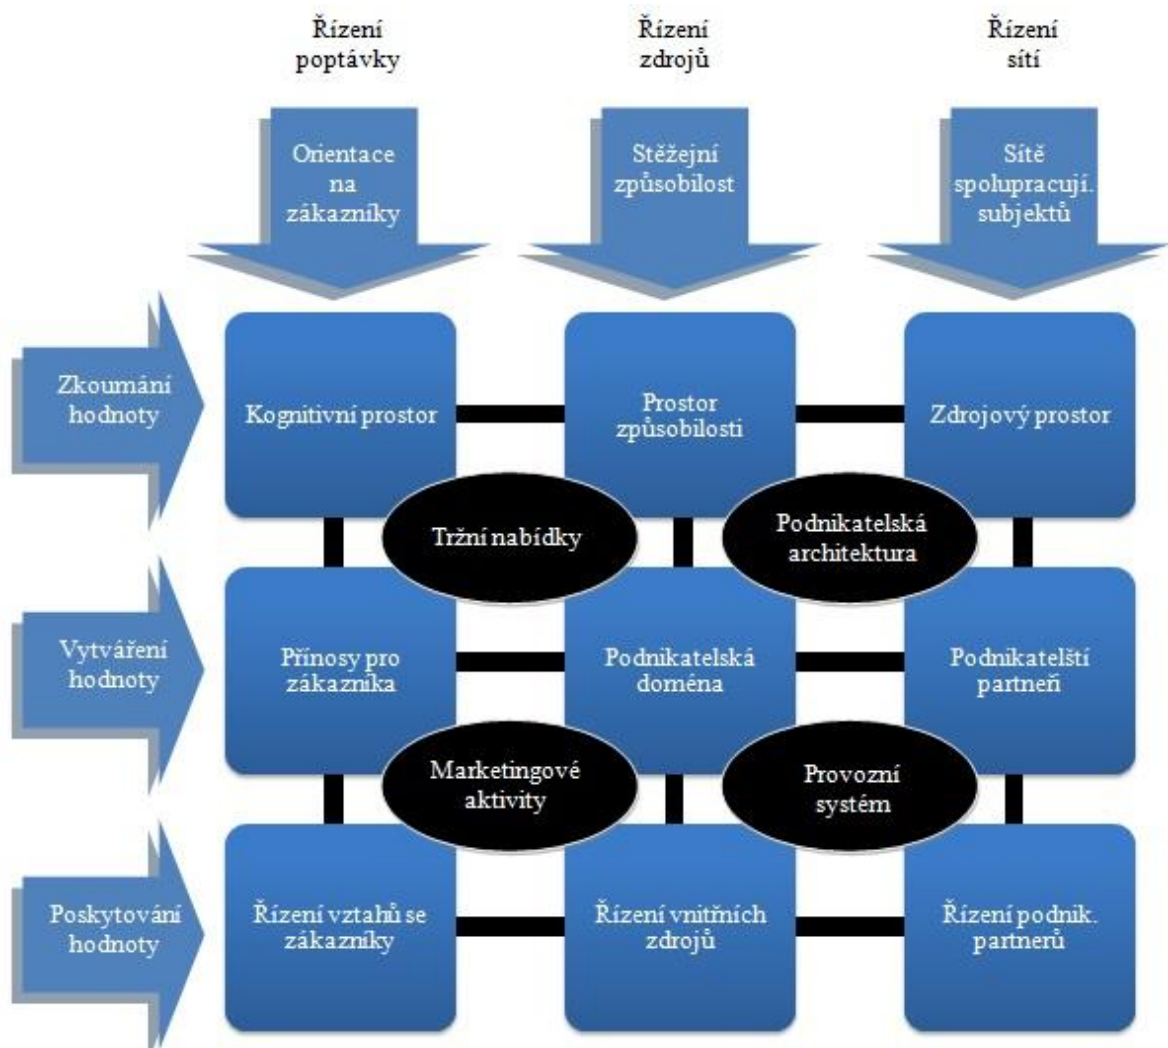 Řízení
poptávky
Řízení
zdrojů
Řízení
sítí
Orientace
na
zákazníky
Stěžejní
způsobilost
Sítě
spolupracují.
subjektů
Zkoumání
hodnoty
Kognitivní prostor
Prostor
způsobilosti
Zdrojový prostor
Tržní nabídky
Podnikatelská
architektura
Vytváření
hodnoty
Přínosy pro
zákazníka
Podnikatelská
doména
Podnikatelští
partneři
Marketingové
aktivity
Provozní
systém
Poskytování
hodnoty
Řízení vztahů se
zákazníky
Řízení vnitřních
zdrojů
Řízení podnik.
partnerů